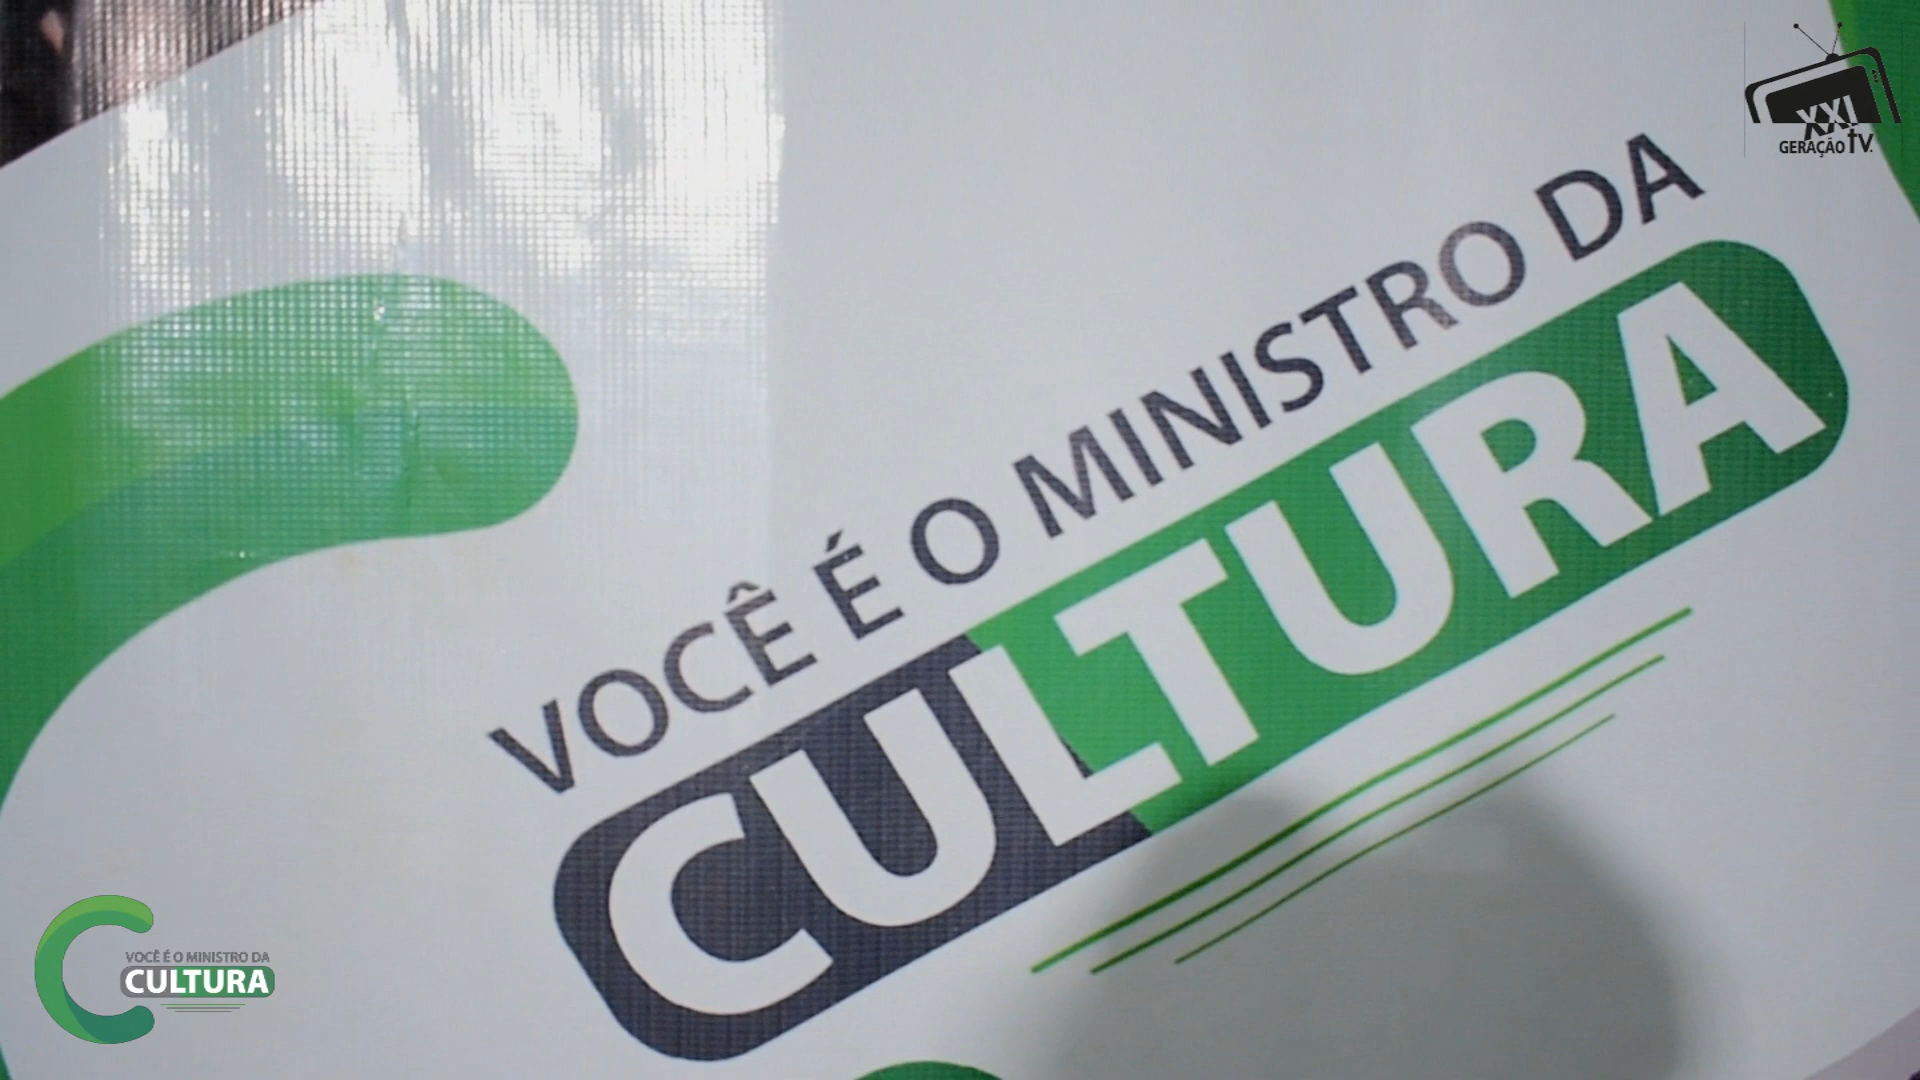 XXI
GERAÇÃO TV.
VOCÊ É O MINISTRO DA
CULTURA
VOCÊ É O MINISTRO DA
CULTURA